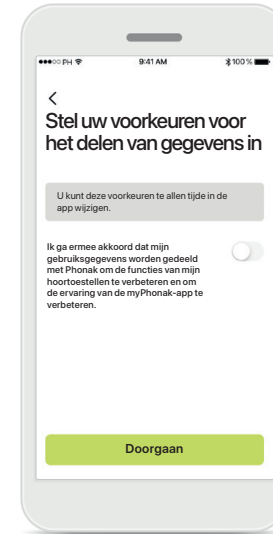 ●●●○○ PH 9:41 AM 100 %
Stel uw voorkeuren voor
het delen van gegevens in
U kunt deze voorkeuren te allen tijde in de
app wijzigen.
Ik ga ermee akkoord dat mijn
gebruiksgegevens worden gedeeld
met Phonak om de functies van mijn
hoortoestellen te verbeteren en om
de ervaring van de myPhonak-app te
verbeteren.
Doorgaan